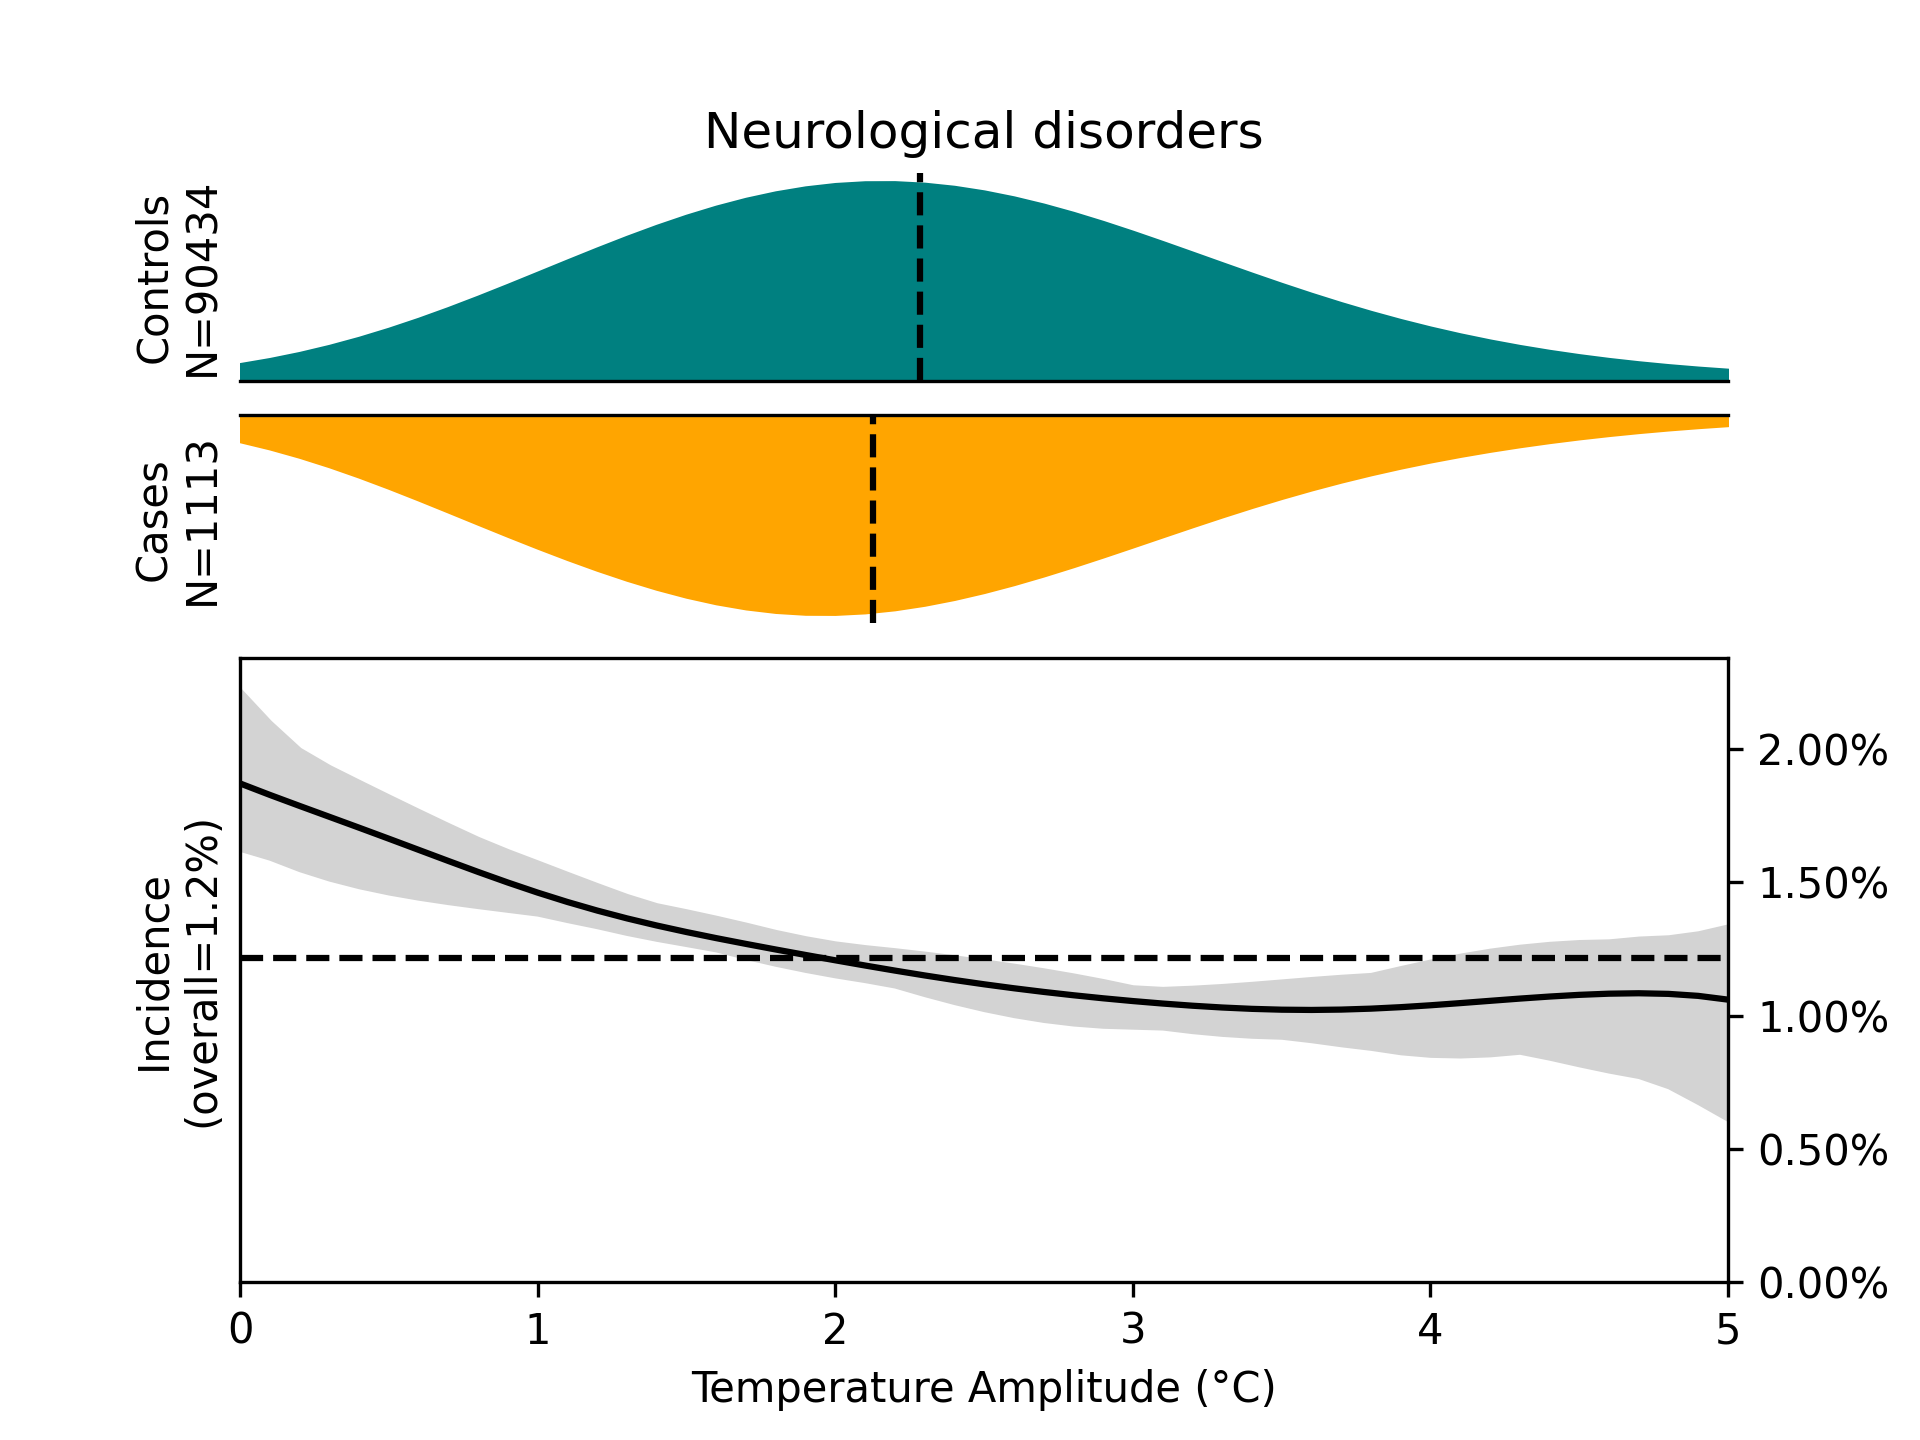 Neurological disorders
Controls
N=90434
Cases
N=1113
Incidence
(overall=1.2%)
2.00%
1.50%
1.00%
0.50%
0.00%
0 1 2 3 4 5
Temperature Amplitude (°C)